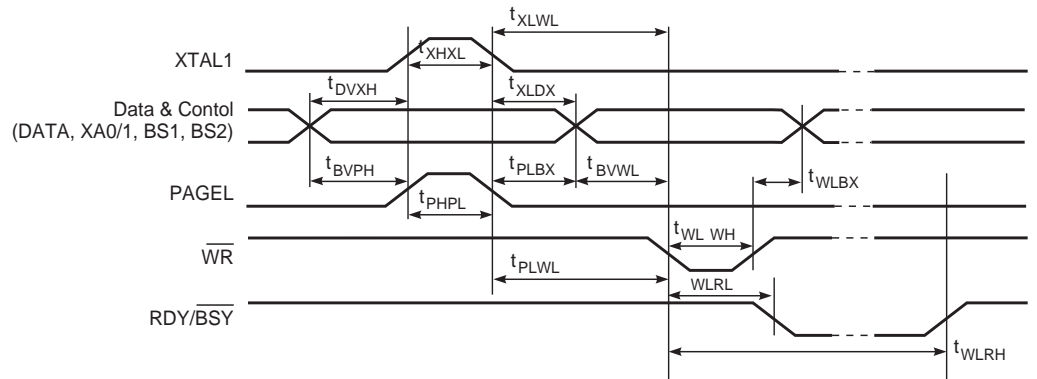 tXLWL
XTAL1
tXHXL
tDVXH
tXLDX
Data & Contol
(DATA, XA0/1, BS1, BS2)
tBVPH
tPLBX
tBVWL
tWLBX
PAGEL
tPHPL
tWL WH
WR
tPLWL
WLRL
RDY/BSY
tWLRH